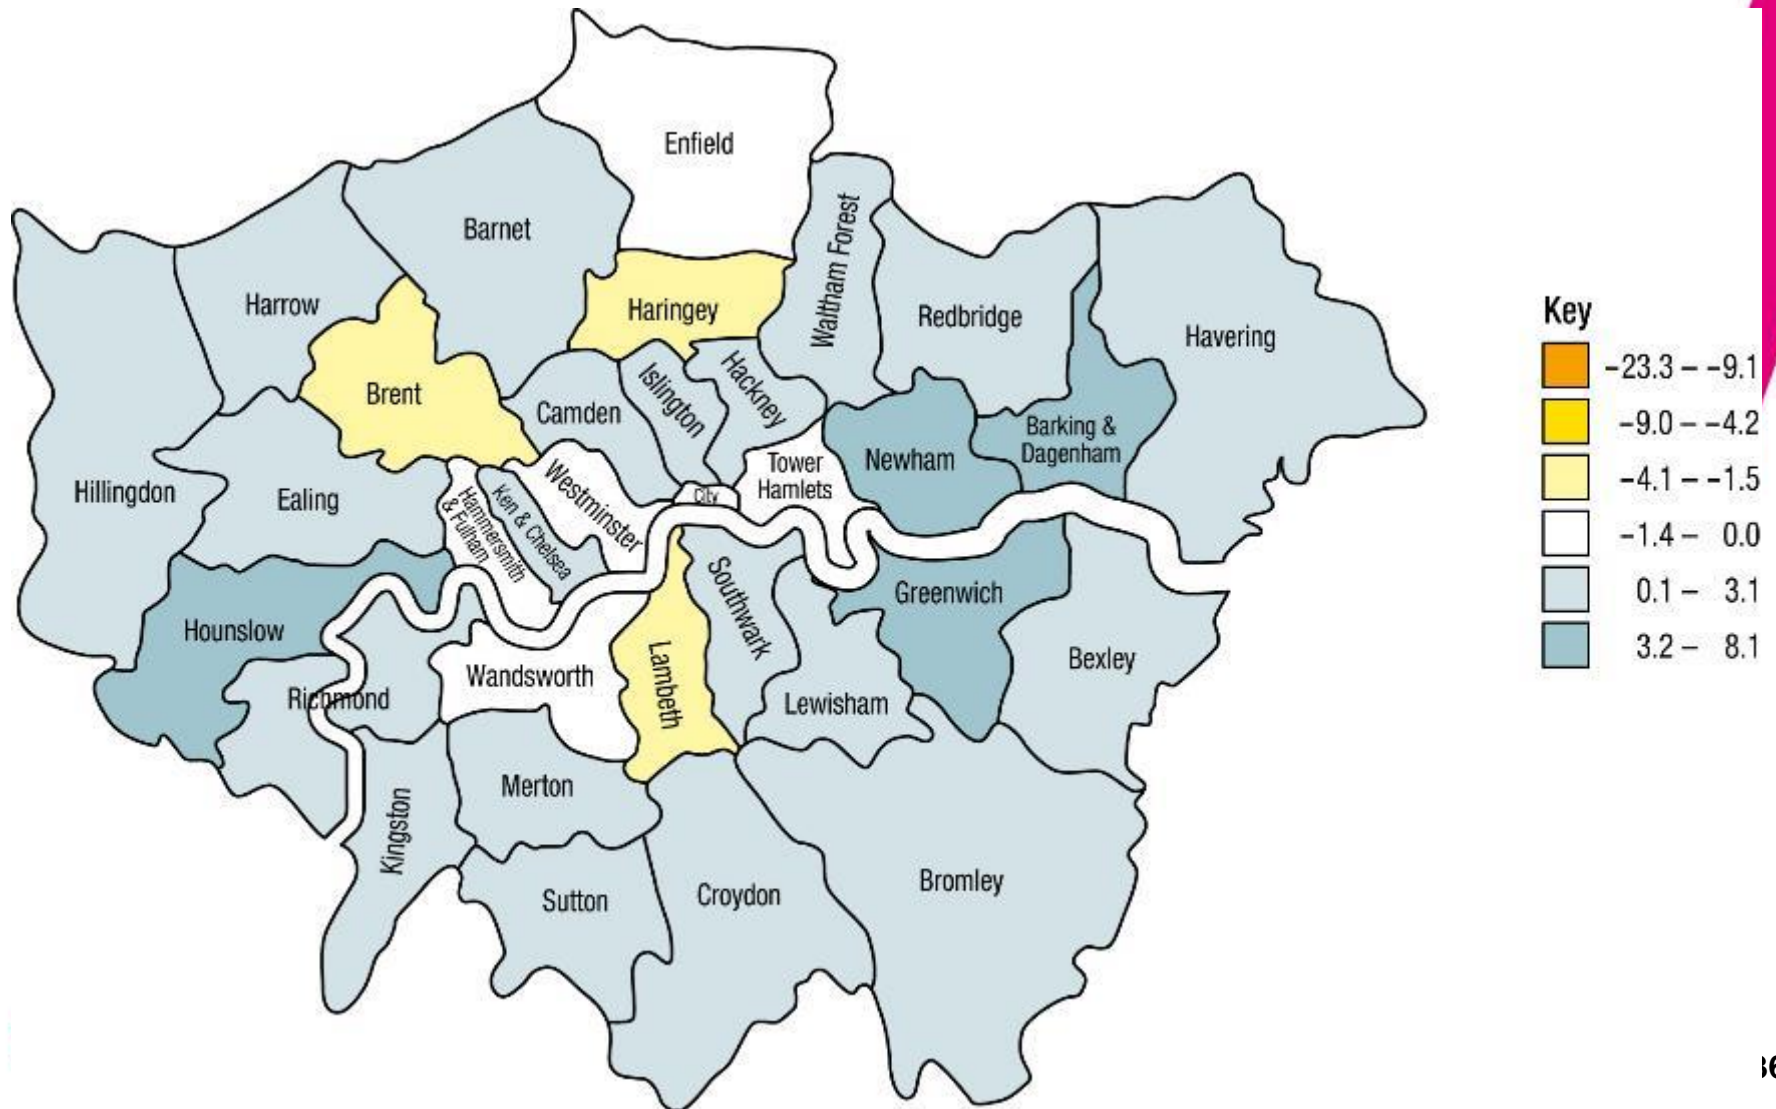 Enfield
Barnet
Waltham Forest
Harrow
Haringey
Redbridge
Havering
Brent
Islington
Hackney
Camden
Barking &
Dagenham
Newham
Tower
Hamlets
Hillingdon
Ealing
Hammersmith
& Fulham
Ken & Chelsea
Westminster
City
Hounslow
Southwark
Greenwich
Richmond
Wandsworth
Lambeth
Lewisham
Bexley
Merton
Kingston
Sutton
Croydon
Bromley
Key
−23.3 – −9.1
−9.0 – −4.2
−4.1 – −1.5
−1.4 – 0.0
0.1 – 3.1
3.2 – 8.1